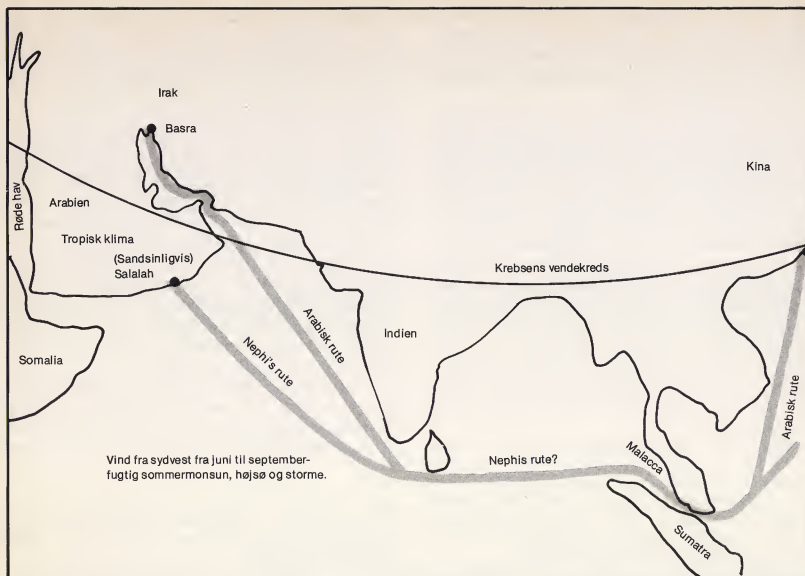 Irak
Basra
Kina
Røde hav
Arabien
Tropisk klima
(Sandsinligvis)
Salalah
Krebsens vendekreds
Arabisk rute
Nephi's rute
Indien
Somalia
Arabisk rute
Vind fra sydvest fra juni til september-
fugtig sommermonsun, højsø og storme.
Nephis rute?
Malacca
Sumatra